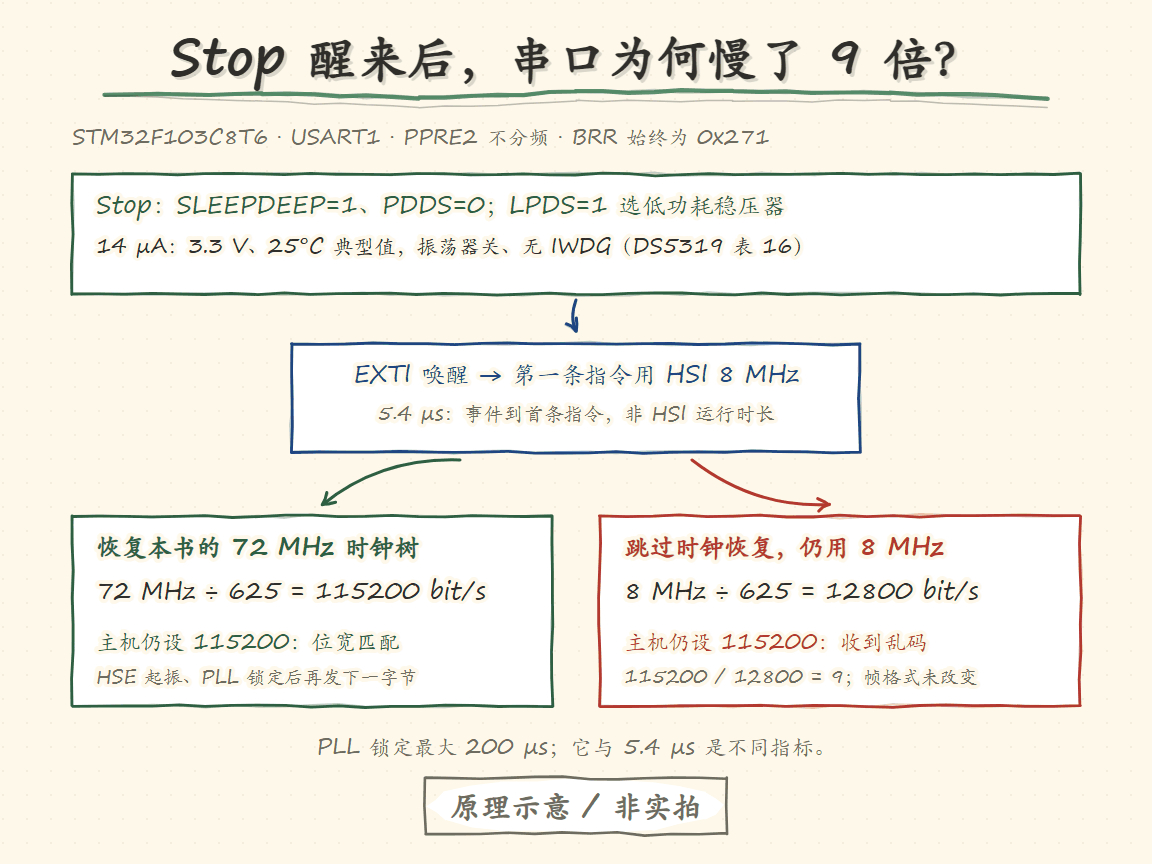 Stop 醒来后，串口为何慢了 9 倍？
STM32F103C8T6 · USART1 · PPRE2 不分频 · BRR 始终为 0x271
Stop：SLEEPDEEP=1、PDDS=0；LPDS=1 选低功耗稳压器
14 μA：3.3 V、25°C 典型值，振荡器关、无 IWDG（DS5319 表 16）
EXTI 唤醒 → 第一条指令用 HSI 8 MHz
5.4 μs：事件到首条指令，非 HSI 运行时长
恢复本书的 72 MHz 时钟树
72 MHz ÷ 625 = 115200 bit/s
主机仍设 115200：位宽匹配
HSE 起振、PLL 锁定后再发下一字节
跳过时钟恢复，仍用 8 MHz
8 MHz ÷ 625 = 12800 bit/s
主机仍设 115200：收到乱码
115200 / 12800 = 9；帧格式未改变
PLL 锁定最大 200 μs；它与 5.4 μs 是不同指标。
原理示意 / 非实拍